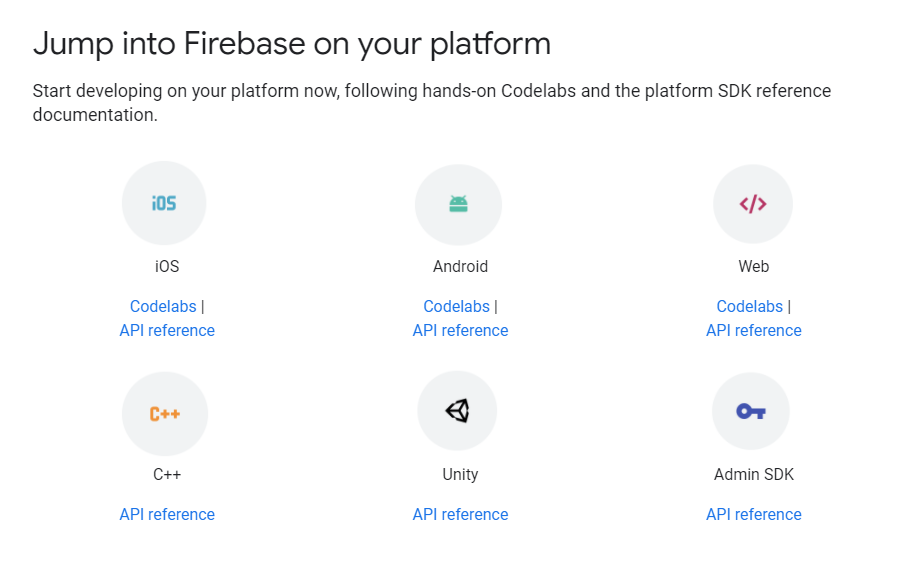 Jump into Firebase on your platform
Start developing on your platform now, following hands-on Codelabs and the platform SDK reference
documentation.
iOS
</>
iOS
Android
Web
Codelabs |
Codelabs |
Codelabs |
API reference
API reference
API reference
C++
C++
Unity
Admin SDK
API reference
API reference
API reference